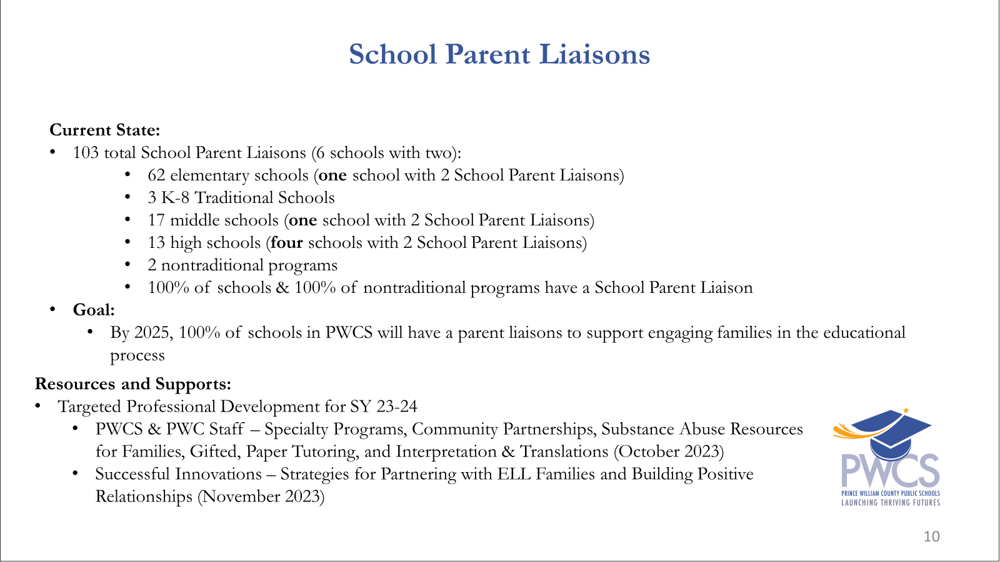 School Parent Liaisons
Current State:
• 103 total School Parent Liaisons (6 schools with two):
• 62 elementary schools (one school with 2 School Parent Liaisons)
• 3 K-8 Traditional Schools
• 17 middle schools (one school with 2 School Parent Liaisons)
• 13 high schools (four schools with 2 School Parent Liaisons)
• 2 nontraditional programs
• 100% of schools & 100% of nontraditional programs have a School Parent Liaison
• Goal:
• By 2025, 100% of schools in PWCS will have a parent liaisons to support engaging families in the educational
process
Resources and Supports:
• Targeted Professional Development for SY 23-24
• PWCS & PWC Staff – Specialty Programs, Community Partnerships, Substance Abuse Resources
for Families, Gifted, Paper Tutoring, and Interpretation & Translations (October 2023)
• Successful Innovations – Strategies for Partnering with ELL Families and Building Positive
Relationships (November 2023)
PWCS
PRINCE WILLIAM COUNTY PUBLIC SCHOOLS
LAUNCHING THRIVING FUTURES
10